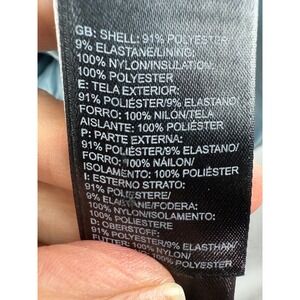 GB: SHELL: 91% POLYESTER
9% ELASTANE/LINING:
100% NYLON/INSULATION:
100% POLYESTER
E: TELA EXTERIOR:
91% POLIÉSTER/9% ELASTANO/
FORRO: 100% NILÓN/TELA
AISLANTE: 100% POLIÉSTER
P: PARTE EXTERNA:
91% POLIÉSTER/9% ELASTANO/
FORRO: 100% NÁILON/
ISOLAMENTO: 100% POLIÉSTER
I: ESTERNO STRATO:
91% POLIESTERE/
9% ELASTANE/FODERA:
100% NYLON/ISOLAMENTO:
100% POLIESTERE
D: OBERSTOFF:
91% POLYESTER/9% ELASTHAN/
FUTTER: 100% NYLON/
100% POLYESTER